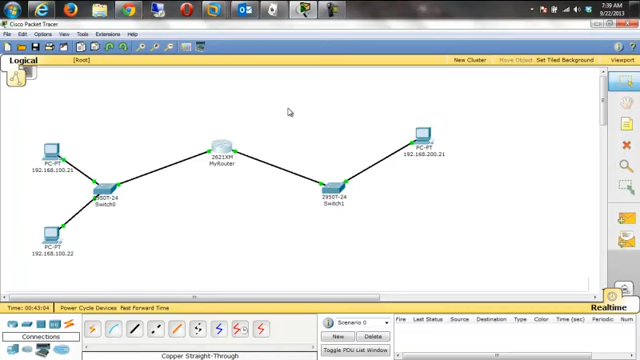 7:39 AM
9/22/2013
Cisco Packet Tracer
File Edit Options View Tools Extensions Help
Logical [Root] New Cluster Move Object Set Tiled Background Viewport
PC-PT
192.168.100.21
2950T-24
Switch0
PC-PT
192.168.100.22
2621XM
MyRouter
2950T-24
Switch1
PC-PT
192.168.200.21
Time: 00:43:04 Power Cycle Devices Fast Forward Time Realtime
Connections
Copper Straight-Through
Scenario 0
New Delete
Toggle PDU List Window
Fire Last Status Source Destination Type Color Time (sec) Periodic Num